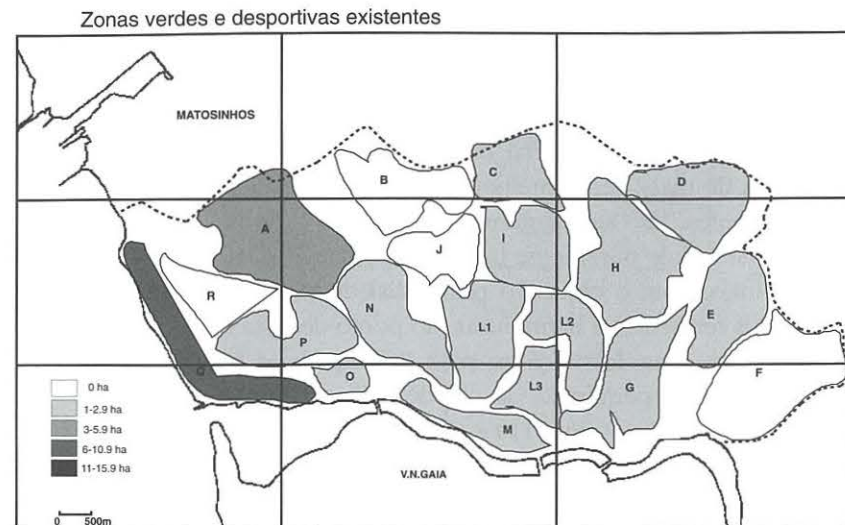 Zonas verdes e desportivas existentes
MATOSINHOS
B
C
D
A
J
I
H
R
N
L1
L2
E
P
Q
O
L3
G
F
M
0 ha
1-2.9 ha
3-5.9 ha
6-10.9 ha
11-15.9 ha
V.N.GAIA
0 500m